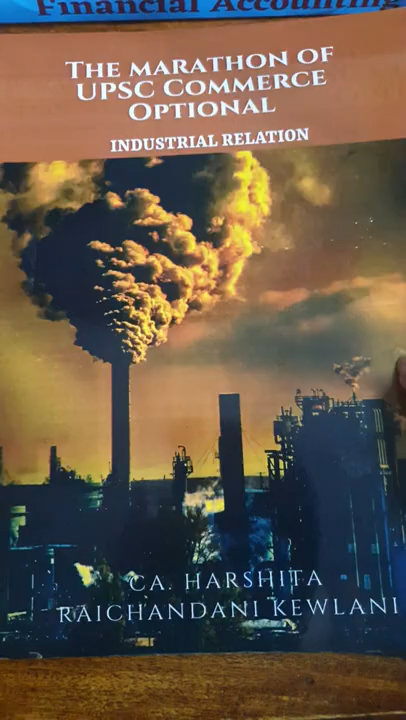 Financial Accounting
THE MARATHON OF
UPSC COMMERCE
OPTIONAL
INDUSTRIAL RELATION
CA. HARSHITA
RAICHANDANI KEWLANI